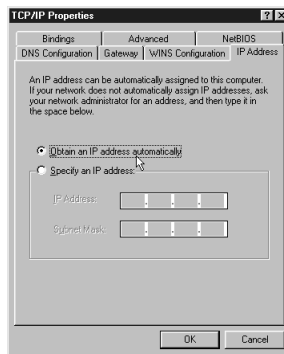 TCP/IP Properties
Bindings
Advanced
NetBIOS
DNS Configuration
Gateway
WINS Configuration
IP Address
An IP address can be automatically assigned to this computer.
If your network does not automatically assign IP addresses, ask
your network administrator for an address, and then type it in
the space below.
Obtain an IP address automatically
Specify an IP address:
IP Address:
Subnet Mask:
OK
Cancel